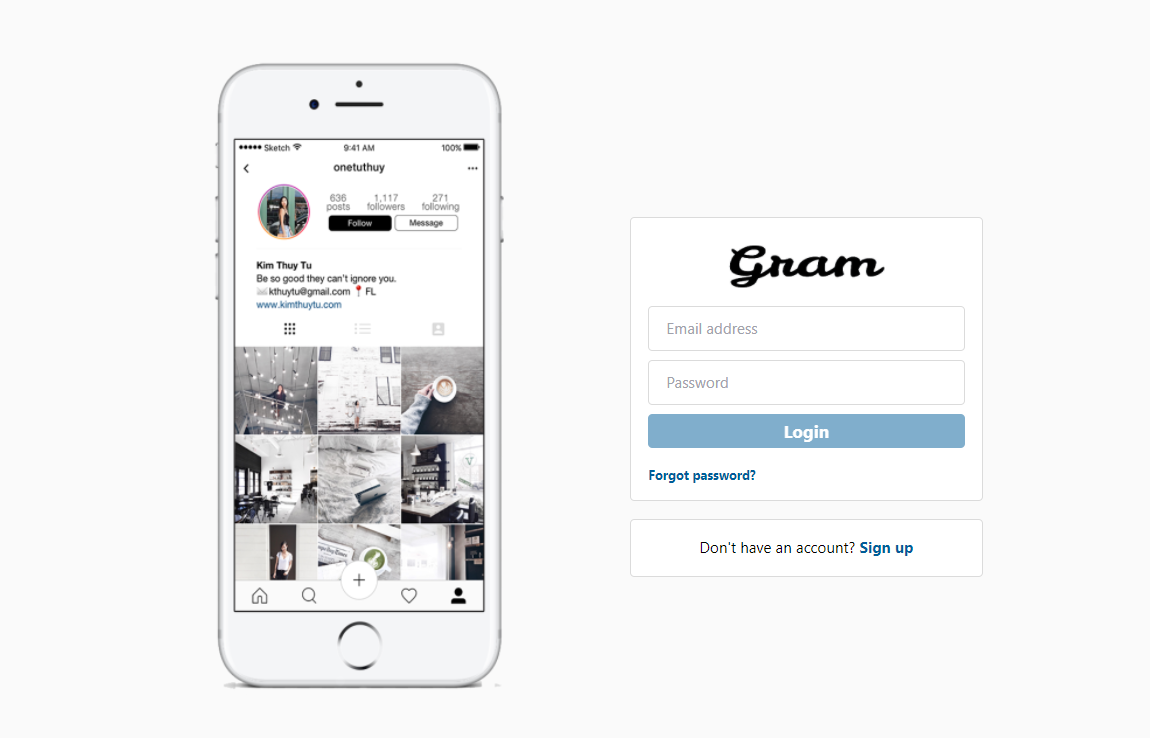 Sketch 9:41 AM 100%
onetuthuy
636 1,117 271
posts followers following
Follow Message
Kim Thuy Tu
Be so good they can't ignore you.
kthuytu@gmail.com 📍 FL
www.kimthuytu.com
Gram
Email address
Password
Login
Forgot password?
Don't have an account? Sign up